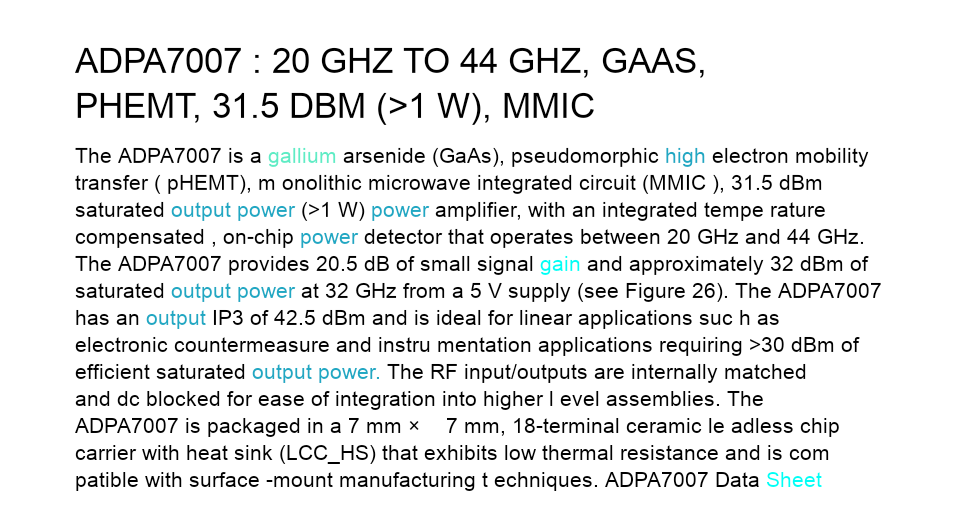 ADPA7007 : 20 GHZ TO 44 GHZ, GAAS,
PHEMT, 31.5 DBM (>1 W), MMIC
The ADPA7007 is a gallium arsenide (GaAs), pseudomorphic high electron mobility
transfer ( pHEMT), m onolithic microwave integrated circuit (MMIC ), 31.5 dBm
saturated output power (>1 W) power amplifier, with an integrated tempe rature
compensated , on-chip power detector that operates between 20 GHz and 44 GHz.
The ADPA7007 provides 20.5 dB of small signal gain and approximately 32 dBm of
saturated output power at 32 GHz from a 5 V supply (see Figure 26). The ADPA7007
has an output IP3 of 42.5 dBm and is ideal for linear applications suc h as
electronic countermeasure and instru mentation applications requiring >30 dBm of
efficient saturated output power. The RF input/outputs are internally matched
and dc blocked for ease of integration into higher l evel assemblies. The
ADPA7007 is packaged in a 7 mm × 7 mm, 18-terminal ceramic le adless chip
carrier with heat sink (LCC_HS) that exhibits low thermal resistance and is com
patible with surface -mount manufacturing t echniques. ADPA7007 Data Sheet